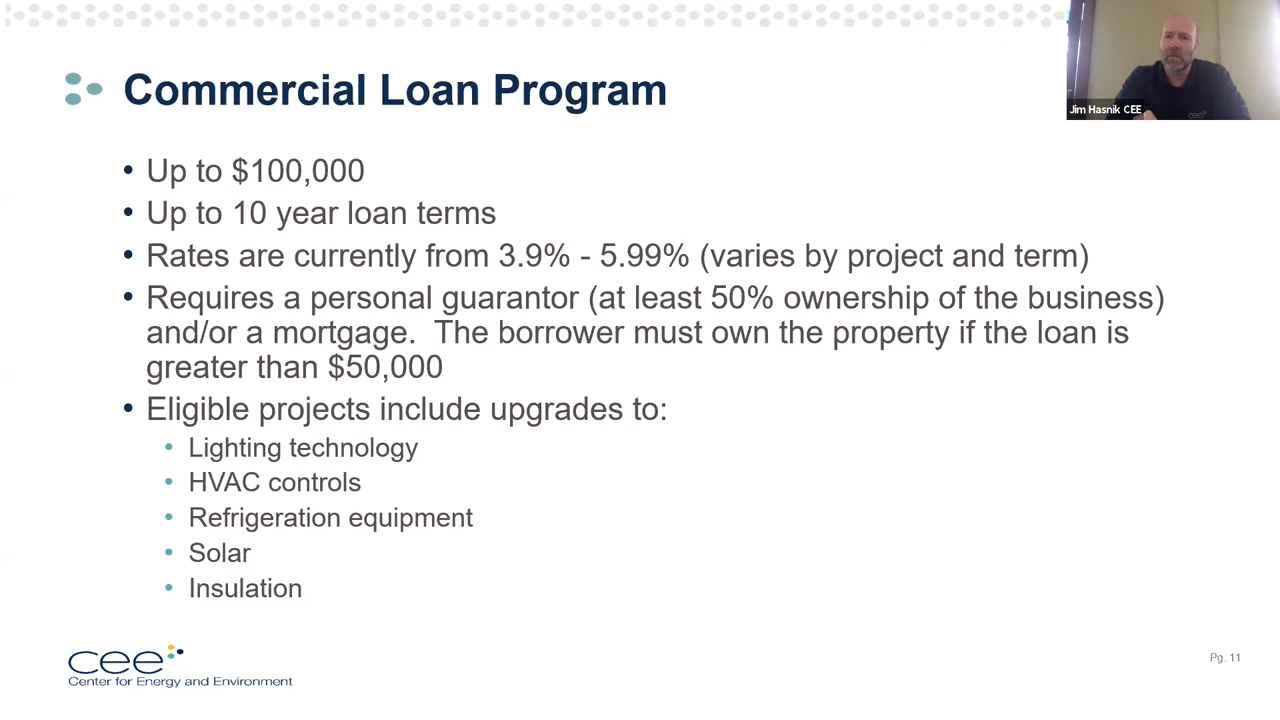 Commercial Loan Program
Jim Hasnik CEE
• Up to $100,000
• Up to 10 year loan terms
• Rates are currently from 3.9% - 5.99% (varies by project and term)
• Requires a personal guarantor (at least 50% ownership of the business)
and/or a mortgage.  The borrower must own the property if the loan is
greater than $50,000
• Eligible projects include upgrades to:
• Lighting technology
• HVAC controls
• Refrigeration equipment
• Solar
• Insulation
cee
Center for Energy and Environment
Pg. 11